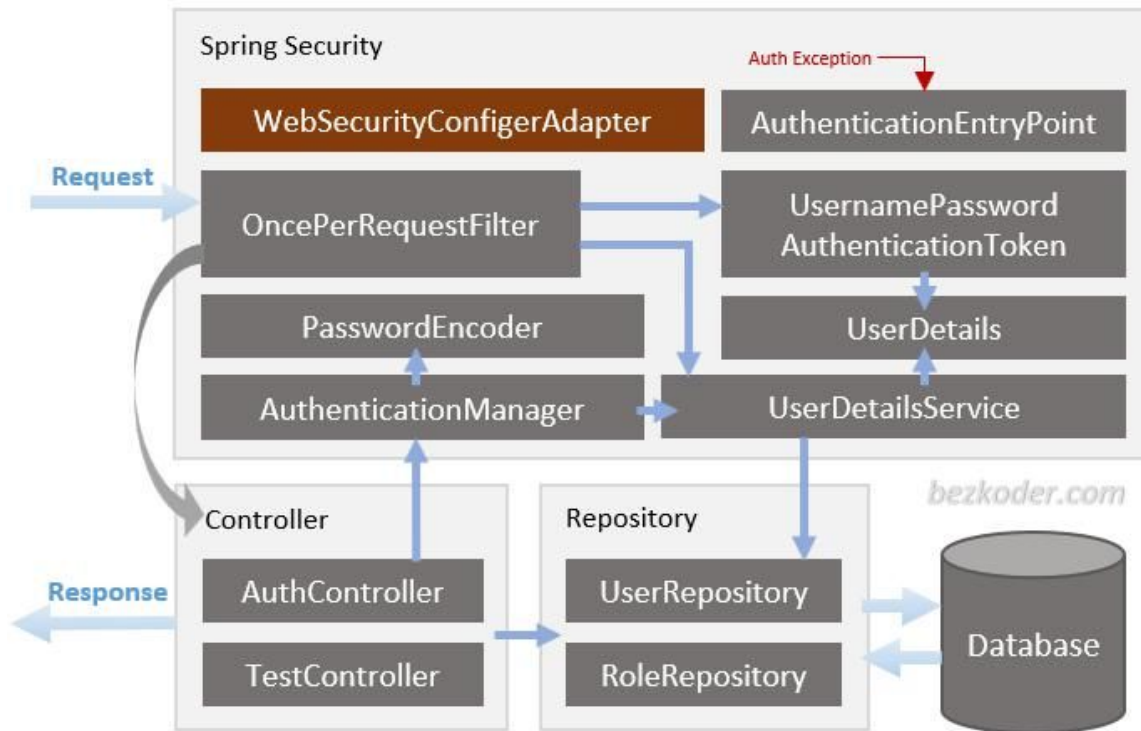 Spring Security
Auth Exception
WebSecurityConfigerAdapter
AuthenticationEntryPoint
Request
OncePerRequestFilter
UsernamePassword
AuthenticationToken
PasswordEncoder
UserDetails
AuthenticationManager
UserDetailsService
bezkoder.com
Controller
Repository
Response
AuthController
UserRepository
Database
TestController
RoleRepository